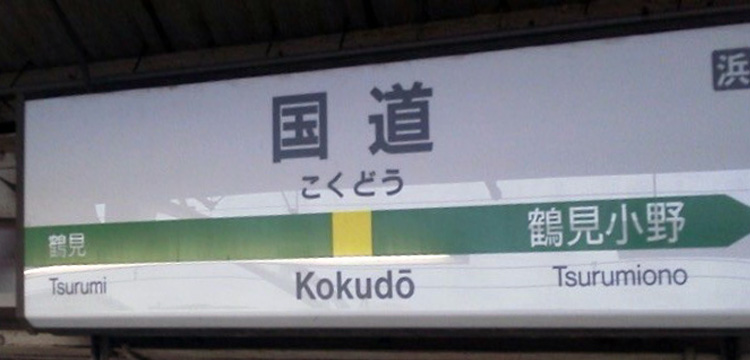 浜
国道
こくどう
鶴見 鶴見小野
Tsurumi Kokudō Tsurumiono